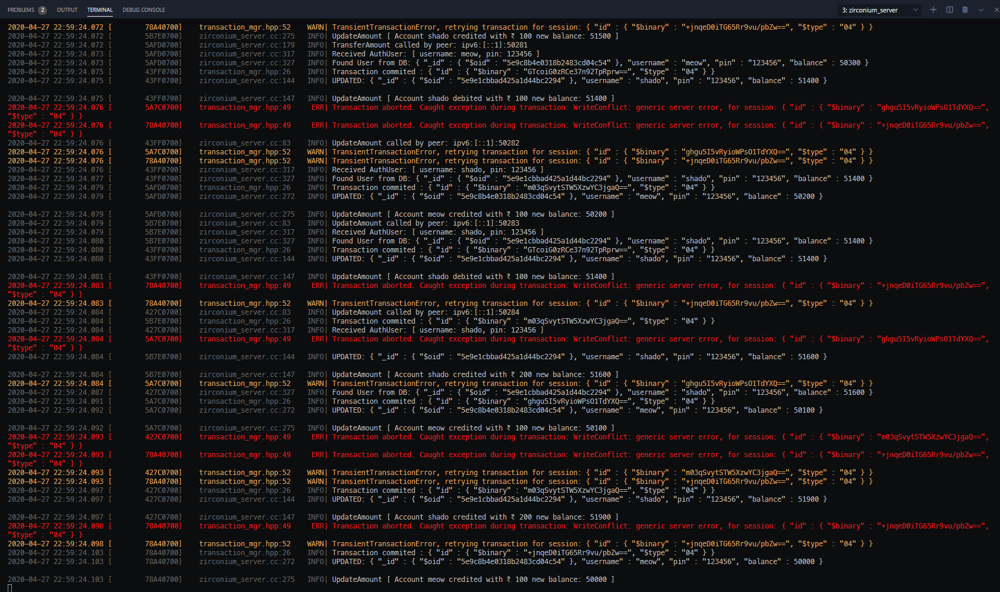 PROBLEMS 2 OUTPUT TERMINAL DEBUG CONSOLE 3: zirconium_server
2020-04-27 22:59:24.072 [ 78A40700] transaction_mgr.hpp:52 WARN| TransientTransactionError, retrying transaction for session: { "id" : { "$binary" : "+jnqeD0iTG65Rr9vu/pbZw==", "$type" : "04" } }
2020-04-27 22:59:24.072 [ 5B7E0700] zirconium_server.cc:275 INFO| UpdateAmount [ Account shado credited with ₹ 100 new balance: 51500 ]
2020-04-27 22:59:24.072 [ 5AFD0700] zirconium_server.cc:179 INFO| TransferAmount called by peer: ipv6:[::1]:50281
2020-04-27 22:59:24.073 [ 5AFD0700] zirconium_server.cc:317 INFO| Received AuthUser: [ username: meow, pin: 123456 ]
2020-04-27 22:59:24.073 [ 5AFD0700] zirconium_server.cc:327 INFO| Found User from DB: { "_id" : { "$oid" : "5e9c8b4e0318b2483cd04c54" }, "username" : "meow", "pin" : "123456", "balance" : 50300 }
2020-04-27 22:59:24.075 [ 43FF0700] transaction_mgr.hpp:26 INFO| Transaction commited : { "id" : { "$binary" : "GTcoiG0zRCe37n92TpRprw==", "$type" : "04" } }
2020-04-27 22:59:24.075 [ 43FF0700] zirconium_server.cc:144 INFO| UPDATED: { "_id" : { "$oid" : "5e9e1cbbad425a1d44bc2294" }, "username" : "shado", "pin" : "123456", "balance" : 51400 }
2020-04-27 22:59:24.075 [ 43FF0700] zirconium_server.cc:147 INFO| UpdateAmount [ Account shado debited with ₹ 100 new balance: 51400 ]
2020-04-27 22:59:24.076 [ 5A7C0700] transaction_mgr.hpp:49 ERR| Transaction aborted. Caught exception during transaction: WriteConflict: generic server error, for session: { "id" : { "$binary" : "ghgu5I5vRyioWPsO1TdYXQ==",
"$type" : "04" } }
2020-04-27 22:59:24.076 [ 78A40700] transaction_mgr.hpp:49 ERR| Transaction aborted. Caught exception during transaction: WriteConflict: generic server error, for session: { "id" : { "$binary" : "+jnqeD0iTG65Rr9vu/pbZw==",
"$type" : "04" } }
2020-04-27 22:59:24.076 [ 43FF0700] zirconium_server.cc:83 INFO| UpdateAmount called by peer: ipv6:[::1]:50282
2020-04-27 22:59:24.076 [ 5A7C0700] transaction_mgr.hpp:52 WARN| TransientTransactionError, retrying transaction for session: { "id" : { "$binary" : "ghgu5I5vRyioWPsO1TdYXQ==", "$type" : "04" } }
2020-04-27 22:59:24.076 [ 78A40700] transaction_mgr.hpp:52 WARN| TransientTransactionError, retrying transaction for session: { "id" : { "$binary" : "+jnqeD0iTG65Rr9vu/pbZw==", "$type" : "04" } }
2020-04-27 22:59:24.076 [ 43FF0700] zirconium_server.cc:317 INFO| Received AuthUser: [ username: shado, pin: 123456 ]
2020-04-27 22:59:24.077 [ 43FF0700] zirconium_server.cc:327 INFO| Found User from DB: { "_id" : { "$oid" : "5e9e1cbbad425a1d44bc2294" }, "username" : "shado", "pin" : "123456", "balance" : 51400 }
2020-04-27 22:59:24.079 [ 5AFD0700] transaction_mgr.hpp:26 INFO| Transaction commited : { "id" : { "$binary" : "m03qSvytSTW5XzwYC3jgaQ==", "$type" : "04" } }
2020-04-27 22:59:24.079 [ 5AFD0700] zirconium_server.cc:272 INFO| UPDATED: { "_id" : { "$oid" : "5e9c8b4e0318b2483cd04c54" }, "username" : "meow", "pin" : "123456", "balance" : 50200 }
2020-04-27 22:59:24.079 [ 5AFD0700] zirconium_server.cc:275 INFO| UpdateAmount [ Account meow credited with ₹ 100 new balance: 50200 ]
2020-04-27 22:59:24.079 [ 5B7E0700] zirconium_server.cc:83 INFO| UpdateAmount called by peer: ipv6:[::1]:50283
2020-04-27 22:59:24.079 [ 5B7E0700] zirconium_server.cc:317 INFO| Received AuthUser: [ username: shado, pin: 123456 ]
2020-04-27 22:59:24.080 [ 5B7E0700] zirconium_server.cc:327 INFO| Found User from DB: { "_id" : { "$oid" : "5e9e1cbbad425a1d44bc2294" }, "username" : "shado", "pin" : "123456", "balance" : 51400 }
2020-04-27 22:59:24.080 [ 43FF0700] transaction_mgr.hpp:26 INFO| Transaction commited : { "id" : { "$binary" : "GTcoiG0zRCe37n92TpRprw==", "$type" : "04" } }
2020-04-27 22:59:24.080 [ 43FF0700] zirconium_server.cc:144 INFO| UPDATED: { "_id" : { "$oid" : "5e9e1cbbad425a1d44bc2294" }, "username" : "shado", "pin" : "123456", "balance" : 51400 }
2020-04-27 22:59:24.081 [ 43FF0700] zirconium_server.cc:147 INFO| UpdateAmount [ Account shado debited with ₹ 100 new balance: 51400 ]
2020-04-27 22:59:24.083 [ 78A40700] transaction_mgr.hpp:49 ERR| Transaction aborted. Caught exception during transaction: WriteConflict: generic server error, for session: { "id" : { "$binary" : "+jnqeD0iTG65Rr9vu/pbZw==",
"$type" : "04" } }
2020-04-27 22:59:24.083 [ 78A40700] transaction_mgr.hpp:52 WARN| TransientTransactionError, retrying transaction for session: { "id" : { "$binary" : "+jnqeD0iTG65Rr9vu/pbZw==", "$type" : "04" } }
2020-04-27 22:59:24.084 [ 427C0700] zirconium_server.cc:83 INFO| UpdateAmount called by peer: ipv6:[::1]:50284
2020-04-27 22:59:24.084 [ 5B7E0700] transaction_mgr.hpp:26 INFO| Transaction commited : { "id" : { "$binary" : "m03qSvytSTW5XzwYC3jgaQ==", "$type" : "04" } }
2020-04-27 22:59:24.084 [ 427C0700] zirconium_server.cc:317 INFO| Received AuthUser: [ username: shado, pin: 123456 ]
2020-04-27 22:59:24.084 [ 5A7C0700] transaction_mgr.hpp:49 ERR| Transaction aborted. Caught exception during transaction: WriteConflict: generic server error, for session: { "id" : { "$binary" : "ghgu5I5vRyioWPsO1TdYXQ==",
"$type" : "04" } }
2020-04-27 22:59:24.084 [ 5B7E0700] zirconium_server.cc:144 INFO| UPDATED: { "_id" : { "$oid" : "5e9e1cbbad425a1d44bc2294" }, "username" : "shado", "pin" : "123456", "balance" : 51600 }
2020-04-27 22:59:24.084 [ 5B7E0700] zirconium_server.cc:147 INFO| UpdateAmount [ Account shado credited with ₹ 200 new balance: 51600 ]
2020-04-27 22:59:24.084 [ 5A7C0700] transaction_mgr.hpp:52 WARN| TransientTransactionError, retrying transaction for session: { "id" : { "$binary" : "ghgu5I5vRyioWPsO1TdYXQ==", "$type" : "04" } }
2020-04-27 22:59:24.087 [ 427C0700] zirconium_server.cc:327 INFO| Found User from DB: { "_id" : { "$oid" : "5e9e1cbbad425a1d44bc2294" }, "username" : "shado", "pin" : "123456", "balance" : 51600 }
2020-04-27 22:59:24.091 [ 5A7C0700] transaction_mgr.hpp:26 INFO| Transaction commited : { "id" : { "$binary" : "ghgu5I5vRyioWPsO1TdYXQ==", "$type" : "04" } }
2020-04-27 22:59:24.092 [ 5A7C0700] zirconium_server.cc:272 INFO| UPDATED: { "_id" : { "$oid" : "5e9c8b4e0318b2483cd04c54" }, "username" : "meow", "pin" : "123456", "balance" : 50100 }
2020-04-27 22:59:24.092 [ 5A7C0700] zirconium_server.cc:275 INFO| UpdateAmount [ Account meow credited with ₹ 100 new balance: 50100 ]
2020-04-27 22:59:24.093 [ 427C0700] transaction_mgr.hpp:49 ERR| Transaction aborted. Caught exception during transaction: WriteConflict: generic server error, for session: { "id" : { "$binary" : "m03qSvytSTW5XzwYC3jgaQ==",
"$type" : "04" } }
2020-04-27 22:59:24.093 [ 78A40700] transaction_mgr.hpp:49 ERR| Transaction aborted. Caught exception during transaction: WriteConflict: generic server error, for session: { "id" : { "$binary" : "+jnqeD0iTG65Rr9vu/pbZw==",
"$type" : "04" } }
2020-04-27 22:59:24.093 [ 427C0700] transaction_mgr.hpp:52 WARN| TransientTransactionError, retrying transaction for session: { "id" : { "$binary" : "m03qSvytSTW5XzwYC3jgaQ==", "$type" : "04" } }
2020-04-27 22:59:24.093 [ 78A40700] transaction_mgr.hpp:52 WARN| TransientTransactionError, retrying transaction for session: { "id" : { "$binary" : "+jnqeD0iTG65Rr9vu/pbZw==", "$type" : "04" } }
2020-04-27 22:59:24.097 [ 427C0700] transaction_mgr.hpp:26 INFO| Transaction commited : { "id" : { "$binary" : "m03qSvytSTW5XzwYC3jgaQ==", "$type" : "04" } }
2020-04-27 22:59:24.097 [ 427C0700] zirconium_server.cc:144 INFO| UPDATED: { "_id" : { "$oid" : "5e9e1cbbad425a1d44bc2294" }, "username" : "shado", "pin" : "123456", "balance" : 51900 }
2020-04-27 22:59:24.097 [ 427C0700] zirconium_server.cc:147 INFO| UpdateAmount [ Account shado credited with ₹ 200 new balance: 51900 ]
2020-04-27 22:59:24.098 [ 78A40700] transaction_mgr.hpp:49 ERR| Transaction aborted. Caught exception during transaction: WriteConflict: generic server error, for session: { "id" : { "$binary" : "+jnqeD0iTG65Rr9vu/pbZw==",
"$type" : "04" } }
2020-04-27 22:59:24.098 [ 78A40700] transaction_mgr.hpp:52 WARN| TransientTransactionError, retrying transaction for session: { "id" : { "$binary" : "+jnqeD0iTG65Rr9vu/pbZw==", "$type" : "04" } }
2020-04-27 22:59:24.103 [ 78A40700] transaction_mgr.hpp:26 INFO| Transaction commited : { "id" : { "$binary" : "+jnqeD0iTG65Rr9vu/pbZw==", "$type" : "04" } }
2020-04-27 22:59:24.103 [ 78A40700] zirconium_server.cc:272 INFO| UPDATED: { "_id" : { "$oid" : "5e9c8b4e0318b2483cd04c54" }, "username" : "meow", "pin" : "123456", "balance" : 50000 }
2020-04-27 22:59:24.103 [ 78A40700] zirconium_server.cc:275 INFO| UpdateAmount [ Account meow credited with ₹ 100 new balance: 50000 ]